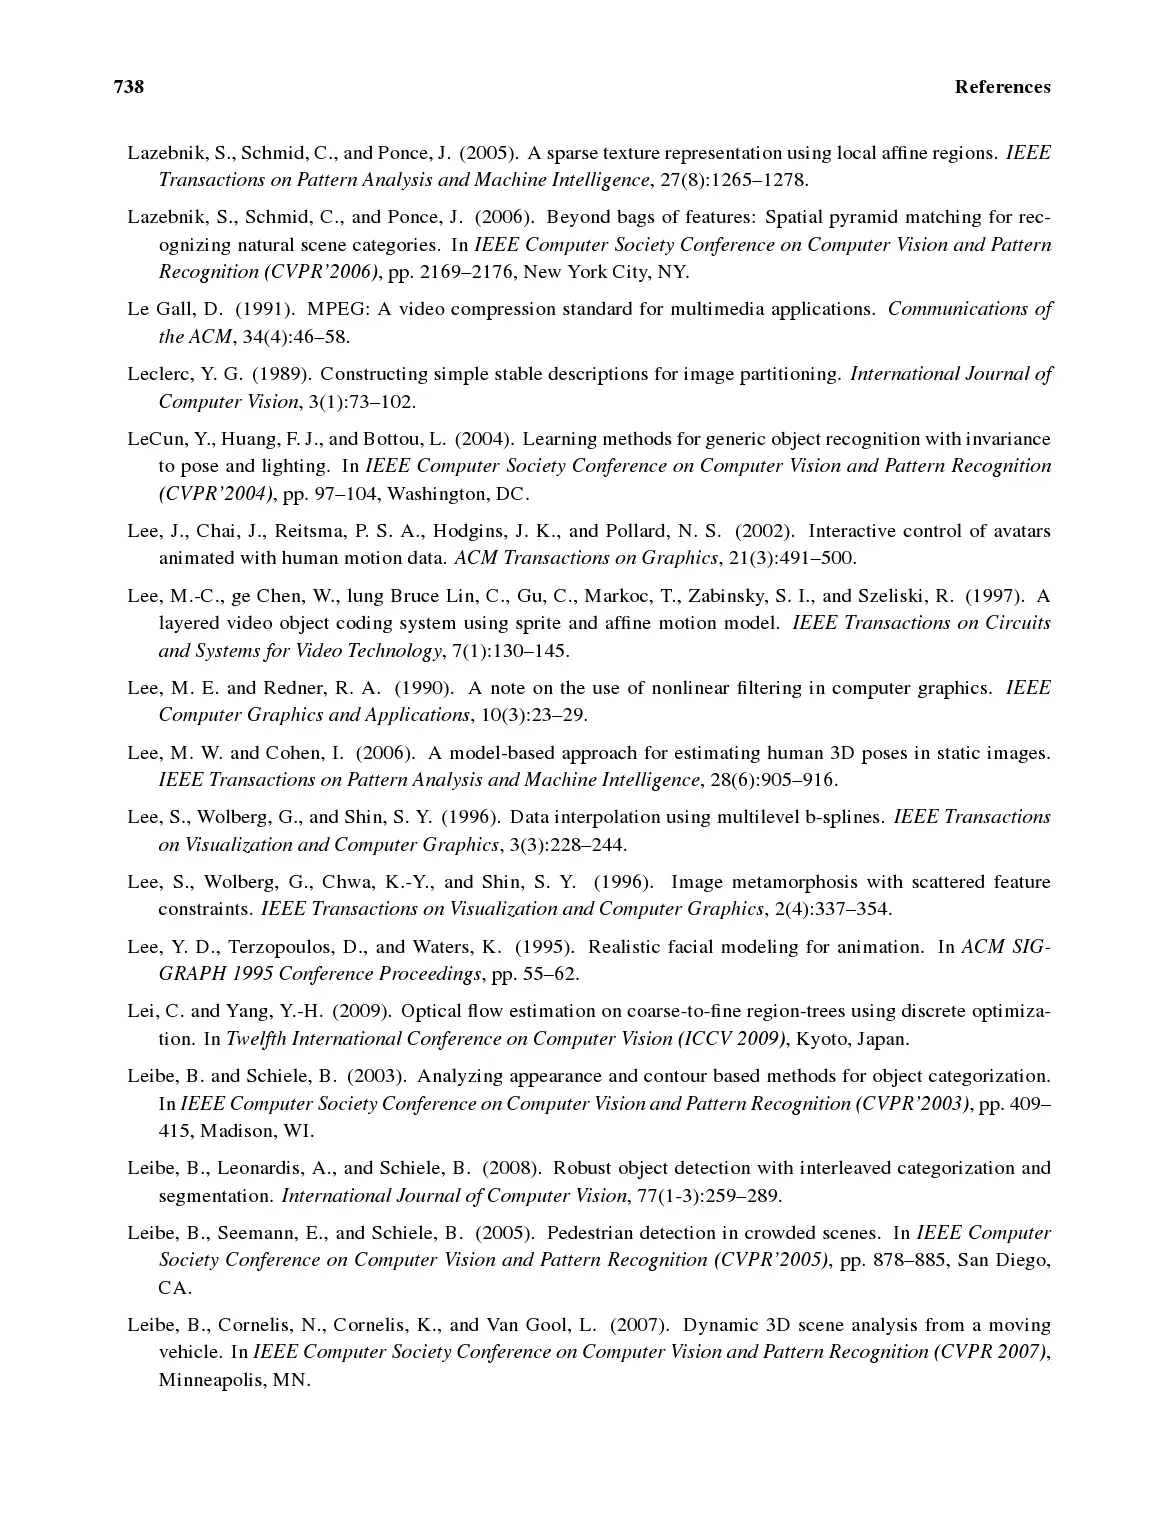 738 References
Lazebnik, S., Schmid, C., and Ponce, J. (2005). A sparse texture representation using local affine regions. IEEE
Transactions on Pattern Analysis and Machine Intelligence, 27(8):1265–1278.
Lazebnik, S., Schmid, C., and Ponce, J. (2006). Beyond bags of features: Spatial pyramid matching for rec-
ognizing natural scene categories. In IEEE Computer Society Conference on Computer Vision and Pattern
Recognition (CVPR'2006), pp. 2169–2176, New York City, NY.
Le Gall, D. (1991). MPEG: A video compression standard for multimedia applications. Communications of
the ACM, 34(4):46–58.
Leclerc, Y. G. (1989). Constructing simple stable descriptions for image partitioning. International Journal of
Computer Vision, 3(1):73–102.
LeCun, Y., Huang, F. J., and Bottou, L. (2004). Learning methods for generic object recognition with invariance
to pose and lighting. In IEEE Computer Society Conference on Computer Vision and Pattern Recognition
(CVPR'2004), pp. 97–104, Washington, DC.
Lee, J., Chai, J., Reitsma, P. S. A., Hodgins, J. K., and Pollard, N. S. (2002). Interactive control of avatars
animated with human motion data. ACM Transactions on Graphics, 21(3):491–500.
Lee, M.-C., ge Chen, W., lung Bruce Lin, C., Gu, C., Markoc, T., Zabinsky, S. I., and Szeliski, R. (1997). A
layered video object coding system using sprite and affine motion model. IEEE Transactions on Circuits
and Systems for Video Technology, 7(1):130–145.
Lee, M. E. and Redner, R. A. (1990). A note on the use of nonlinear filtering in computer graphics. IEEE
Computer Graphics and Applications, 10(3):23–29.
Lee, M. W. and Cohen, I. (2006). A model-based approach for estimating human 3D poses in static images.
IEEE Transactions on Pattern Analysis and Machine Intelligence, 28(6):905–916.
Lee, S., Wolberg, G., and Shin, S. Y. (1996). Data interpolation using multilevel b-splines. IEEE Transactions
on Visualization and Computer Graphics, 3(3):228–244.
Lee, S., Wolberg, G., Chwa, K.-Y., and Shin, S. Y. (1996). Image metamorphosis with scattered feature
constraints. IEEE Transactions on Visualization and Computer Graphics, 2(4):337–354.
Lee, Y. D., Terzopoulos, D., and Waters, K. (1995). Realistic facial modeling for animation. In ACM SIG-
GRAPH 1995 Conference Proceedings, pp. 55–62.
Lei, C. and Yang, Y.-H. (2009). Optical flow estimation on coarse-to-fine region-trees using discrete optimiza-
tion. In Twelfth International Conference on Computer Vision (ICCV 2009), Kyoto, Japan.
Leibe, B. and Schiele, B. (2003). Analyzing appearance and contour based methods for object categorization.
In IEEE Computer Society Conference on Computer Vision and Pattern Recognition (CVPR'2003), pp. 409–
415, Madison, WI.
Leibe, B., Leonardis, A., and Schiele, B. (2008). Robust object detection with interleaved categorization and
segmentation. International Journal of Computer Vision, 77(1-3):259–289.
Leibe, B., Seemann, E., and Schiele, B. (2005). Pedestrian detection in crowded scenes. In IEEE Computer
Society Conference on Computer Vision and Pattern Recognition (CVPR'2005), pp. 878–885, San Diego,
CA.
Leibe, B., Cornelis, N., Cornelis, K., and Van Gool, L. (2007). Dynamic 3D scene analysis from a moving
vehicle. In IEEE Computer Society Conference on Computer Vision and Pattern Recognition (CVPR 2007),
Minneapolis, MN.